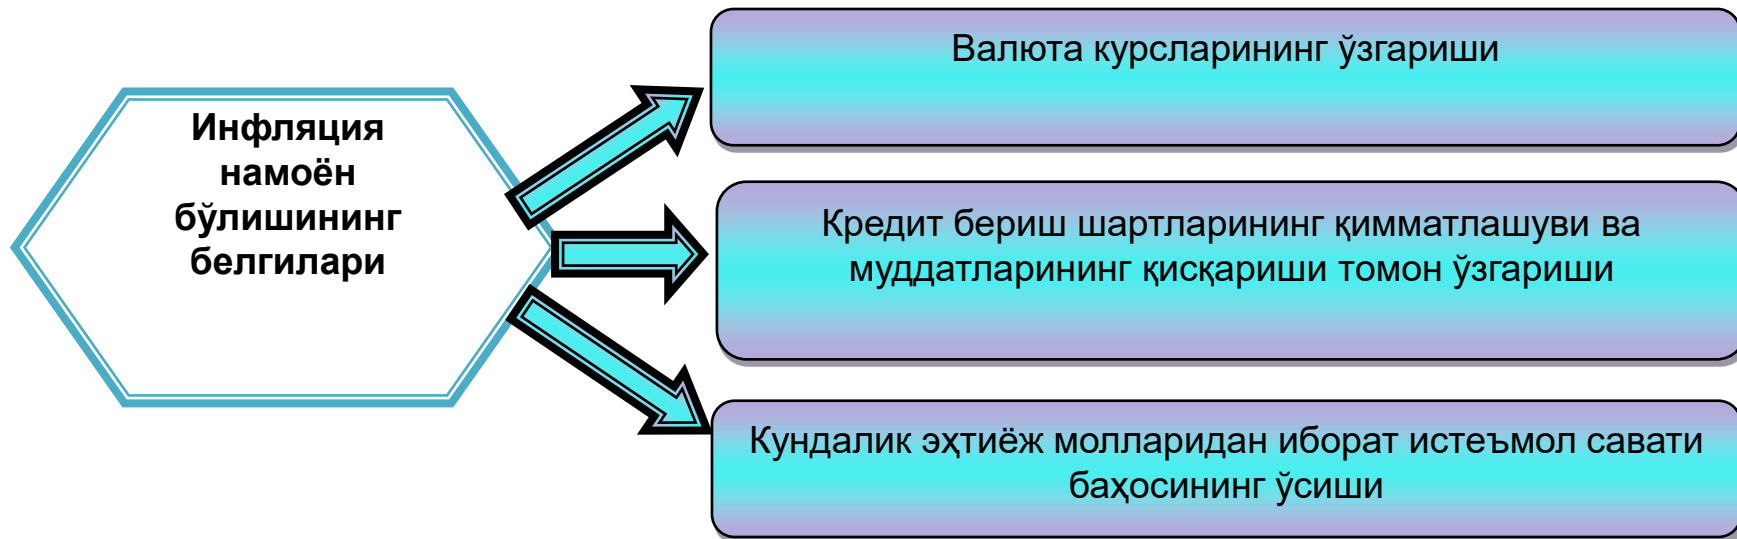 Инфляция
намоён
бўлишининг
белгилари
Валюта курсларининг ўзгариши
Кредит бериш шартларининг қимматлашуви ва
муддатларининг қисқариши томон ўзгариши
Кундалик эҳтиёж молларидан иборат истеъмол савати
баҳосининг ўсиши